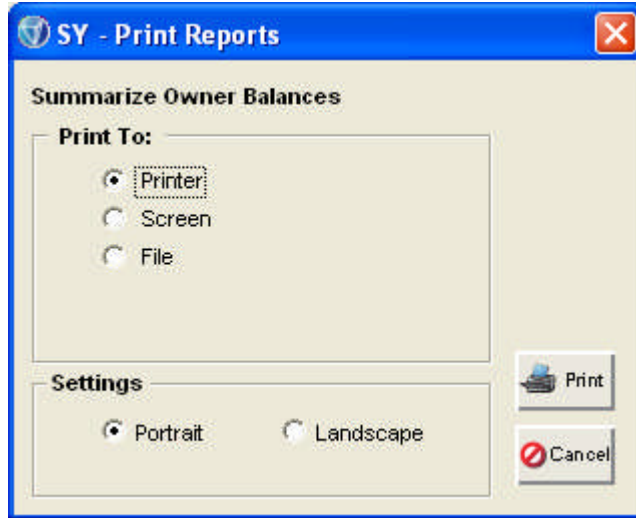 SY - Print Reports
Summarize Owner Balances
Print To:
Printer
Screen
File
Settings
Portrait
Landscape
Print
Cancel